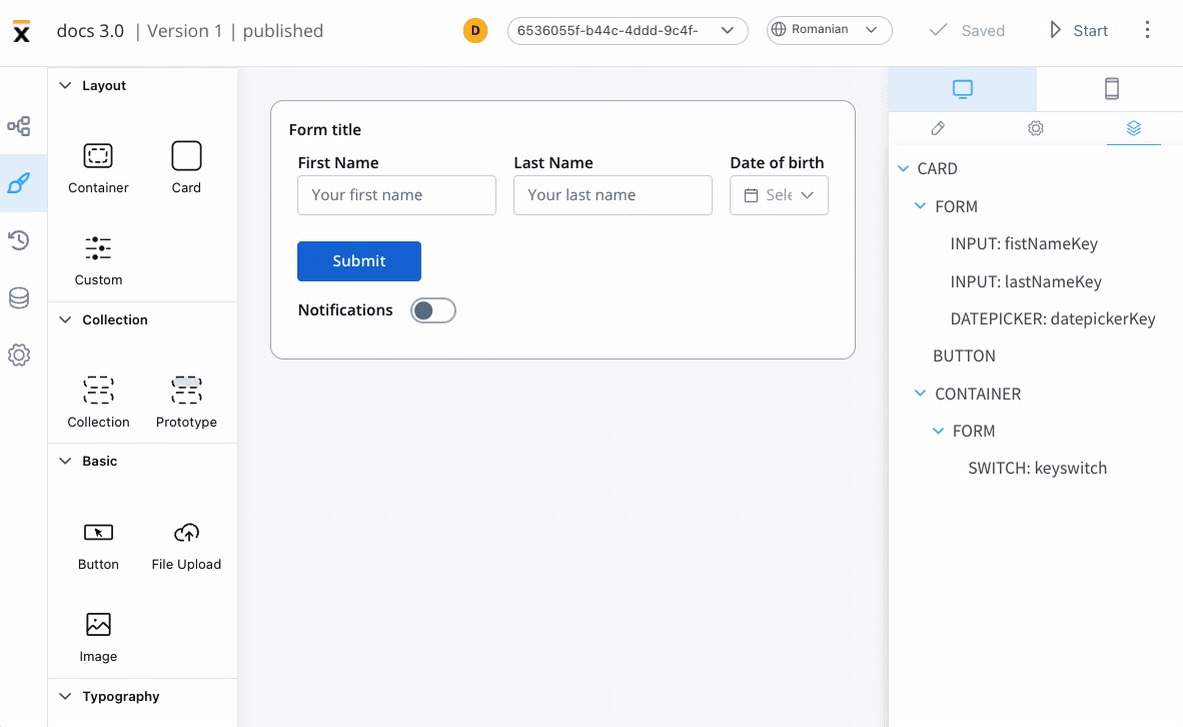 docs 3.0 | Version 1 | published
D
6536055f-b44c-4ddd-9c4f-
Romanian
Saved
Start
Layout
Container
Card
Custom
Collection
Collection
Prototype
Basic
Button
File Upload
Image
Typography
Form title
First Name
Last Name
Date of birth
Your first name
Your last name
Sele
Submit
Notifications
CARD
FORM
INPUT: fistNameKey
INPUT: lastNameKey
DATEPICKER: datepickerKey
BUTTON
CONTAINER
FORM
SWITCH: keyswitch